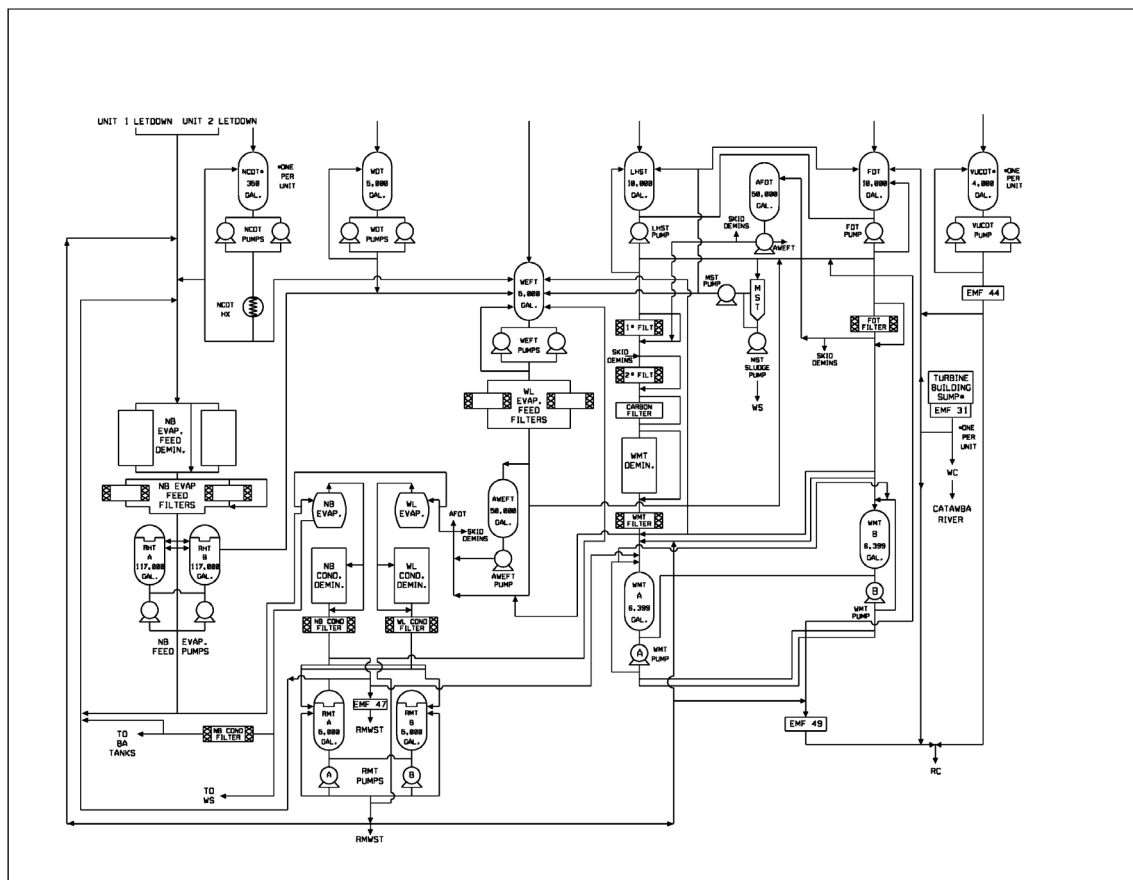 UNIT 1 LETDOWN
UNIT 2 LETDOWN
NCDT*
350
GAL.
*ONE
PER
UNIT
NCDT
PUMPS
NCDT
HX
WDT
5,000
GAL.
WDT
PUMPS
WEFT
5,000
GAL.
WEFT
PUMPS
WL
EVAP.
FEED
FILTERS
LHST
10,000
GAL.
LHST
PUMP
AFDT
50,000
GAL.
SKID
DEMINS
AWEFT
FDT
10,000
GAL.
FDT
PUMP
VUCDT*
4,000
GAL.
*ONE
PER
UNIT
VUCDT
PUMP
EMF 44
MST
PUMP
M
S
T
MST
SLUDGE
PUMP
WS
1° FILT
SKID
DEMINS
2° FILT
CARBON
FILTER
WMT
DEMIN.
WMT
FILTER
FDT
FILTER
SKID
DEMINS
TURBINE
BUILDING
SUMP*
EMF 31
*ONE
PER
UNIT
WC
CATAWBA
RIVER
NB
EVAP.
FEED
DEMIN.
NB EVAP
FEED
FILTERS
RHT
A
117,000
GAL.
RHT
B
117,000
GAL.
NB EVAP.
FEED PUMPS
NB
EVAP.
WL
EVAP.
AFDT
SKID
DEMINS
AWEFT
50,000
GAL.
AWEFT
PUMP
NB
COND.
DEMIN.
WL
COND.
DEMIN.
NB COND
FILTER
WL COND
FILTER
WMT
A
6,399
GAL.
A
WMT
PUMP
WMT
B
6,399
GAL.
B
WMT
PUMP
RMT
A
5,000
GAL.
EMF 47
RMWST
RMT
B
5,000
GAL.
A
RMT
PUMPS
B
RMWST
TO
BA
TANKS
NB COND
FILTER
TO
WS
EMF 49
RC